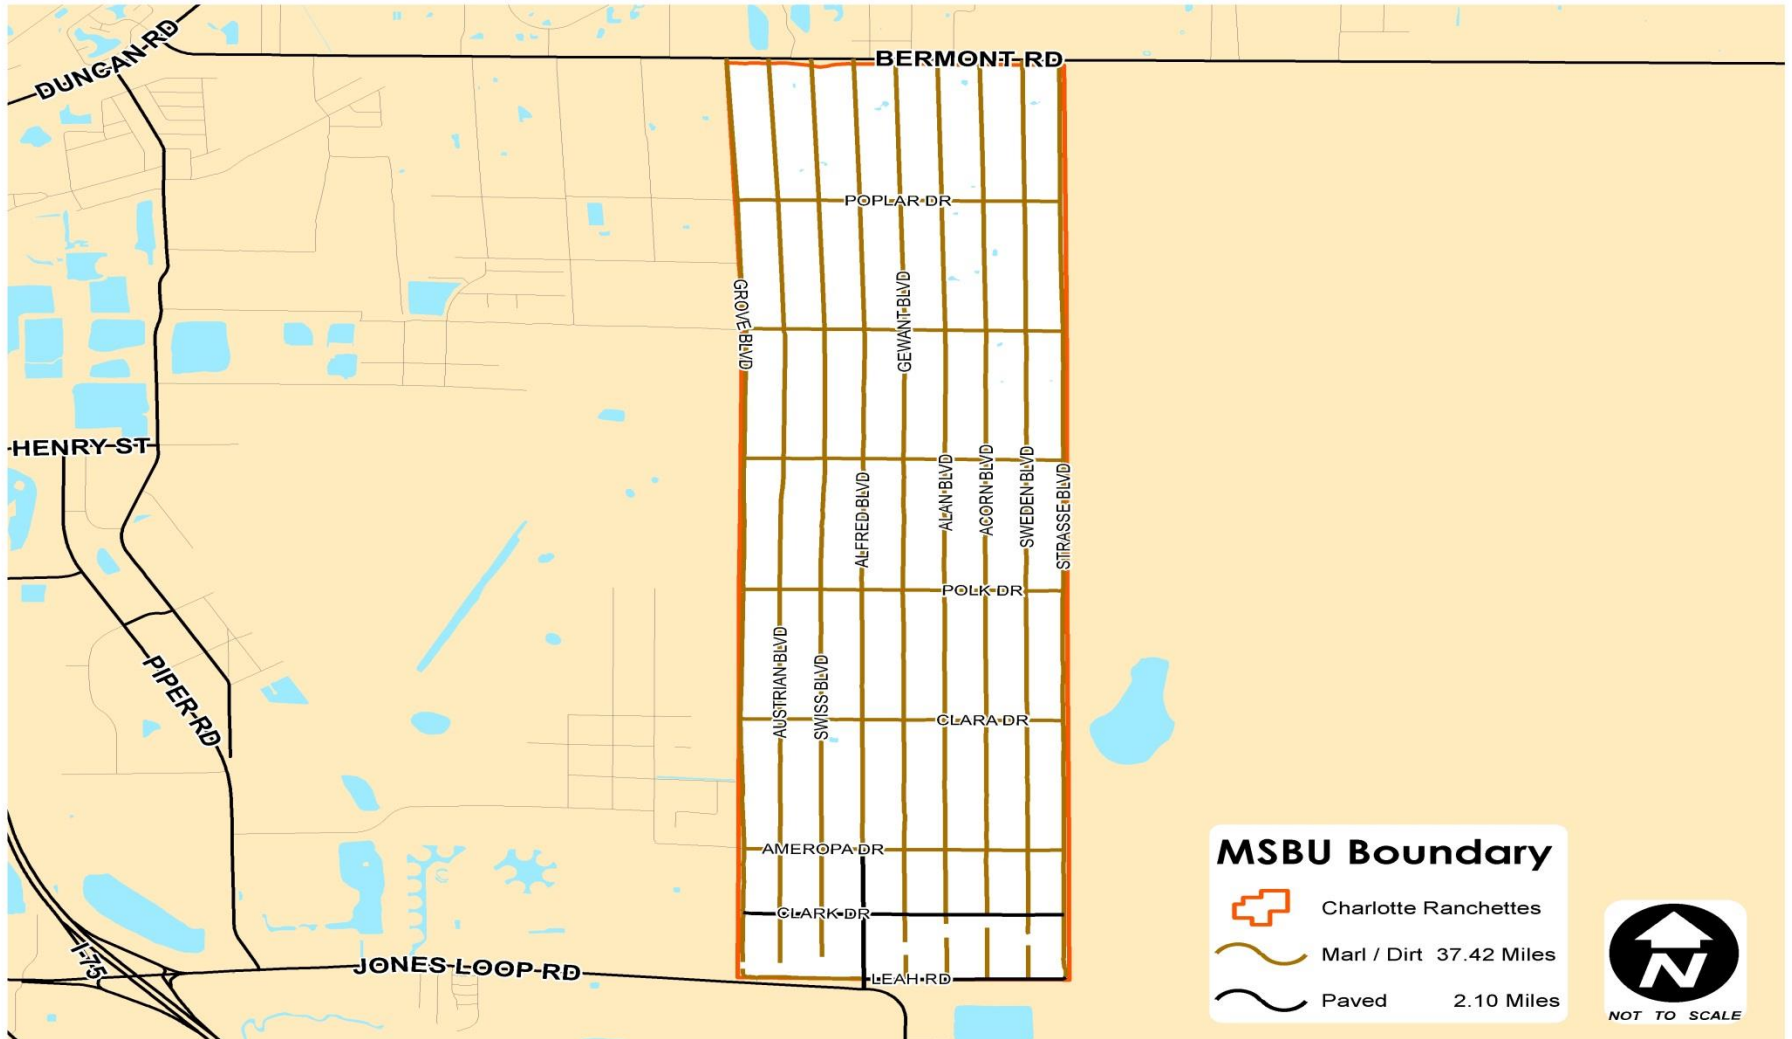 DUNCAN RD
BERMONT RD
POPLAR DR
GROVE BLVD
GEWANT BLVD
HENRY ST
ALFRED BLVD
ALAN BLVD
ACORN BLVD
SWEDEN BLVD
STRASSE BLVD
POLK DR
AUSTRIAN BLVD
SWISS BLVD
PIPER RD
CLARA DR
AMEROPA DR
CLARK DR
I-75
JONES LOOP RD
LEAH RD
MSBU Boundary
Charlotte Ranchettes
Marl / Dirt 37.42 Miles
Paved 2.10 Miles
N
NOT TO SCALE